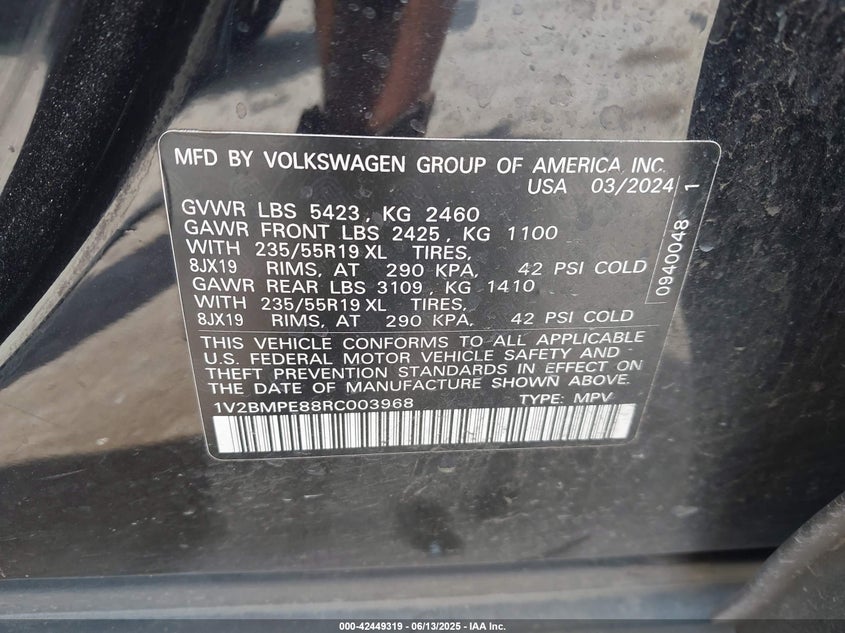 MFD BY VOLKSWAGEN GROUP OF AMERICA INC.
USA 03/2024
GVWR LBS 5423, KG 2460
GAWR FRONT LBS 2425, KG 1100
WITH 235/55R19 XL TIRES,
8JX19 RIMS, AT 290 KPA, 42 PSI COLD
GAWR REAR LBS 3109, KG 1410
WITH 235/55R19 XL TIRES,
8JX19 RIMS, AT 290 KPA, 42 PSI COLD
0940048 1
THIS VEHICLE CONFORMS TO ALL APPLICABLE
U.S. FEDERAL MOTOR VEHICLE SAFETY AND
THEFT PREVENTION STANDARDS IN EFFECT ON
THE DATE OF MANUFACTURE SHOWN ABOVE.
1V2BMPE88RC003968 TYPE: MPV
000-42449319 - 06/13/2025 - IAA Inc.